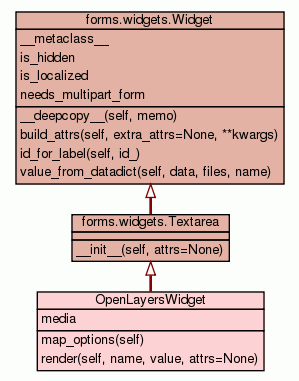 forms.widgets.Widget
__metaclass__
is_hidden
is_localized
needs_multipart_form
__deepcopy__(self, memo)
build_attrs(self, extra_attrs=None, **kwargs)
id_for_label(self, id_)
value_from_datadict(self, data, files, name)
forms.widgets.Textarea
__init__(self, attrs=None)
OpenLayersWidget
media
map_options(self)
render(self, name, value, attrs=None)